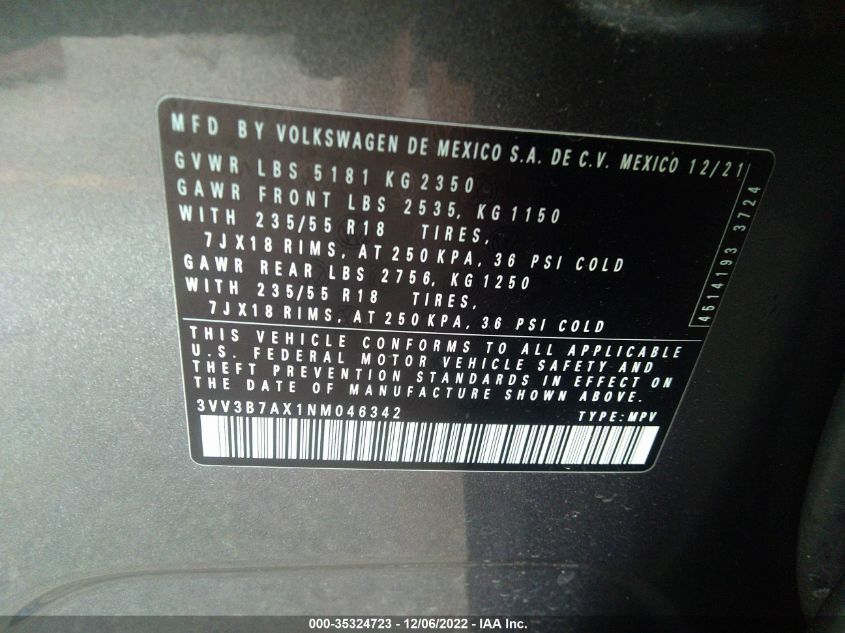 MFD BY VOLKSWAGEN DE MEXICO S.A. DE C.V. MEXICO 12/21
GVWR LBS 5181 KG 2350
GAWR FRONT LBS 2535, KG 1150
WITH 235/55 R18 TIRES,
7JX18 RIMS, AT 250 KPA, 36 PSI COLD
GAWR REAR LBS 2756, KG 1250
WITH 235/55 R18 TIRES,
7JX18 RIMS, AT 250 KPA, 36 PSI COLD
4514193 3724
THIS VEHICLE CONFORMS TO ALL APPLICABLE
U.S. FEDERAL MOTOR VEHICLE SAFETY AND
THEFT PREVENTION STANDARDS IN EFFECT ON
THE DATE OF MANUFACTURE SHOWN ABOVE.
3VV3B7AX1NM046342 TYPE: MPV
000-35324723 - 12/06/2022 - IAA Inc.